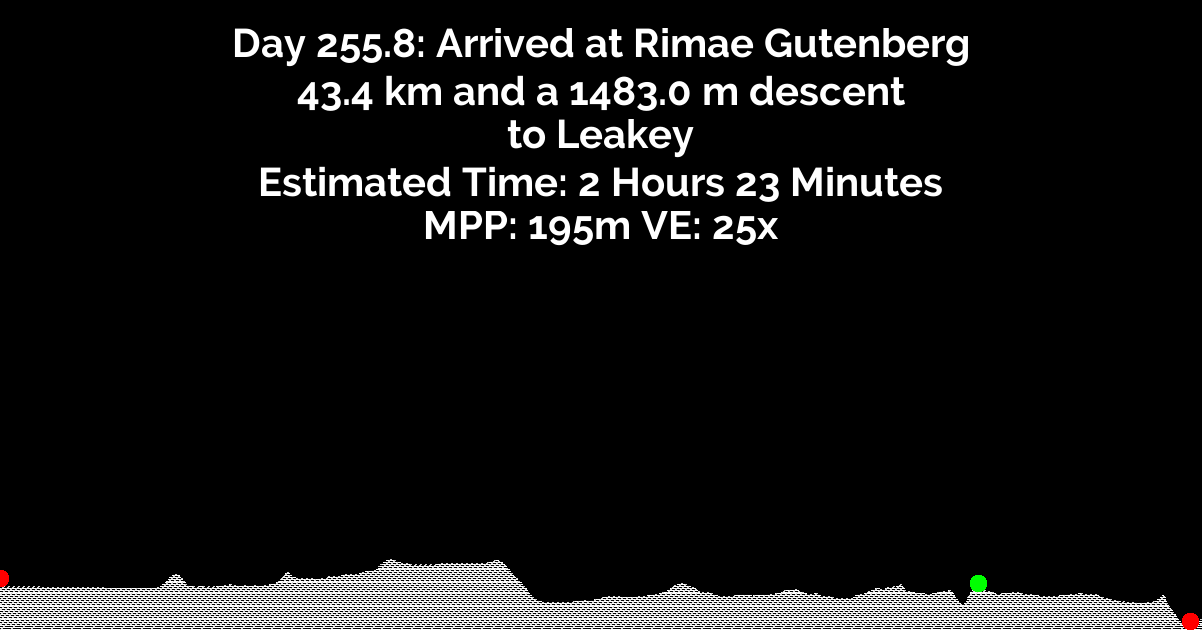 Day 255.8: Arrived at Rimae Gutenberg
43.4 km and a 1483.0 m descent
to Leakey
Estimated Time: 2 Hours 23 Minutes
MPP: 195m VE: 25x